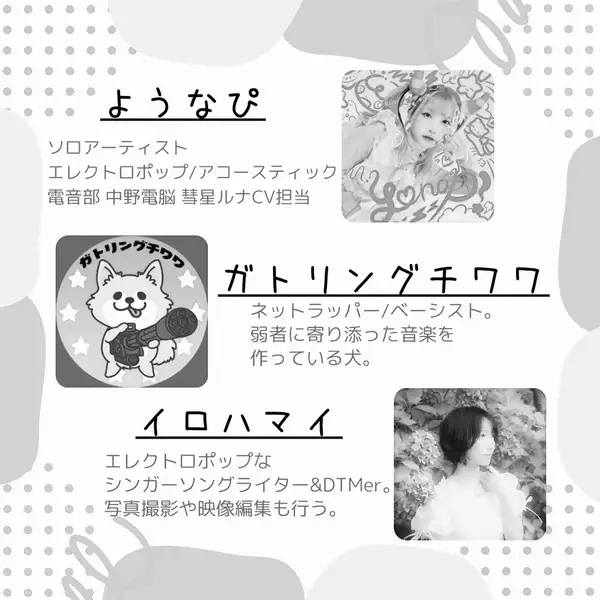 ようなぴ
ソロアーティスト
エレクトロポップ/アコースティック
電音部 中野電脳 彗星ルナCV担当
Yonapi
ガトリングチワワ
ガトリングチワワ
ネットラッパー/ベーシスト。
弱者に寄り添った音楽を
作っている犬。
イロハマイ
エレクトロポップな
シンガーソングライター&DTMer。
写真撮影や映像編集も行う。